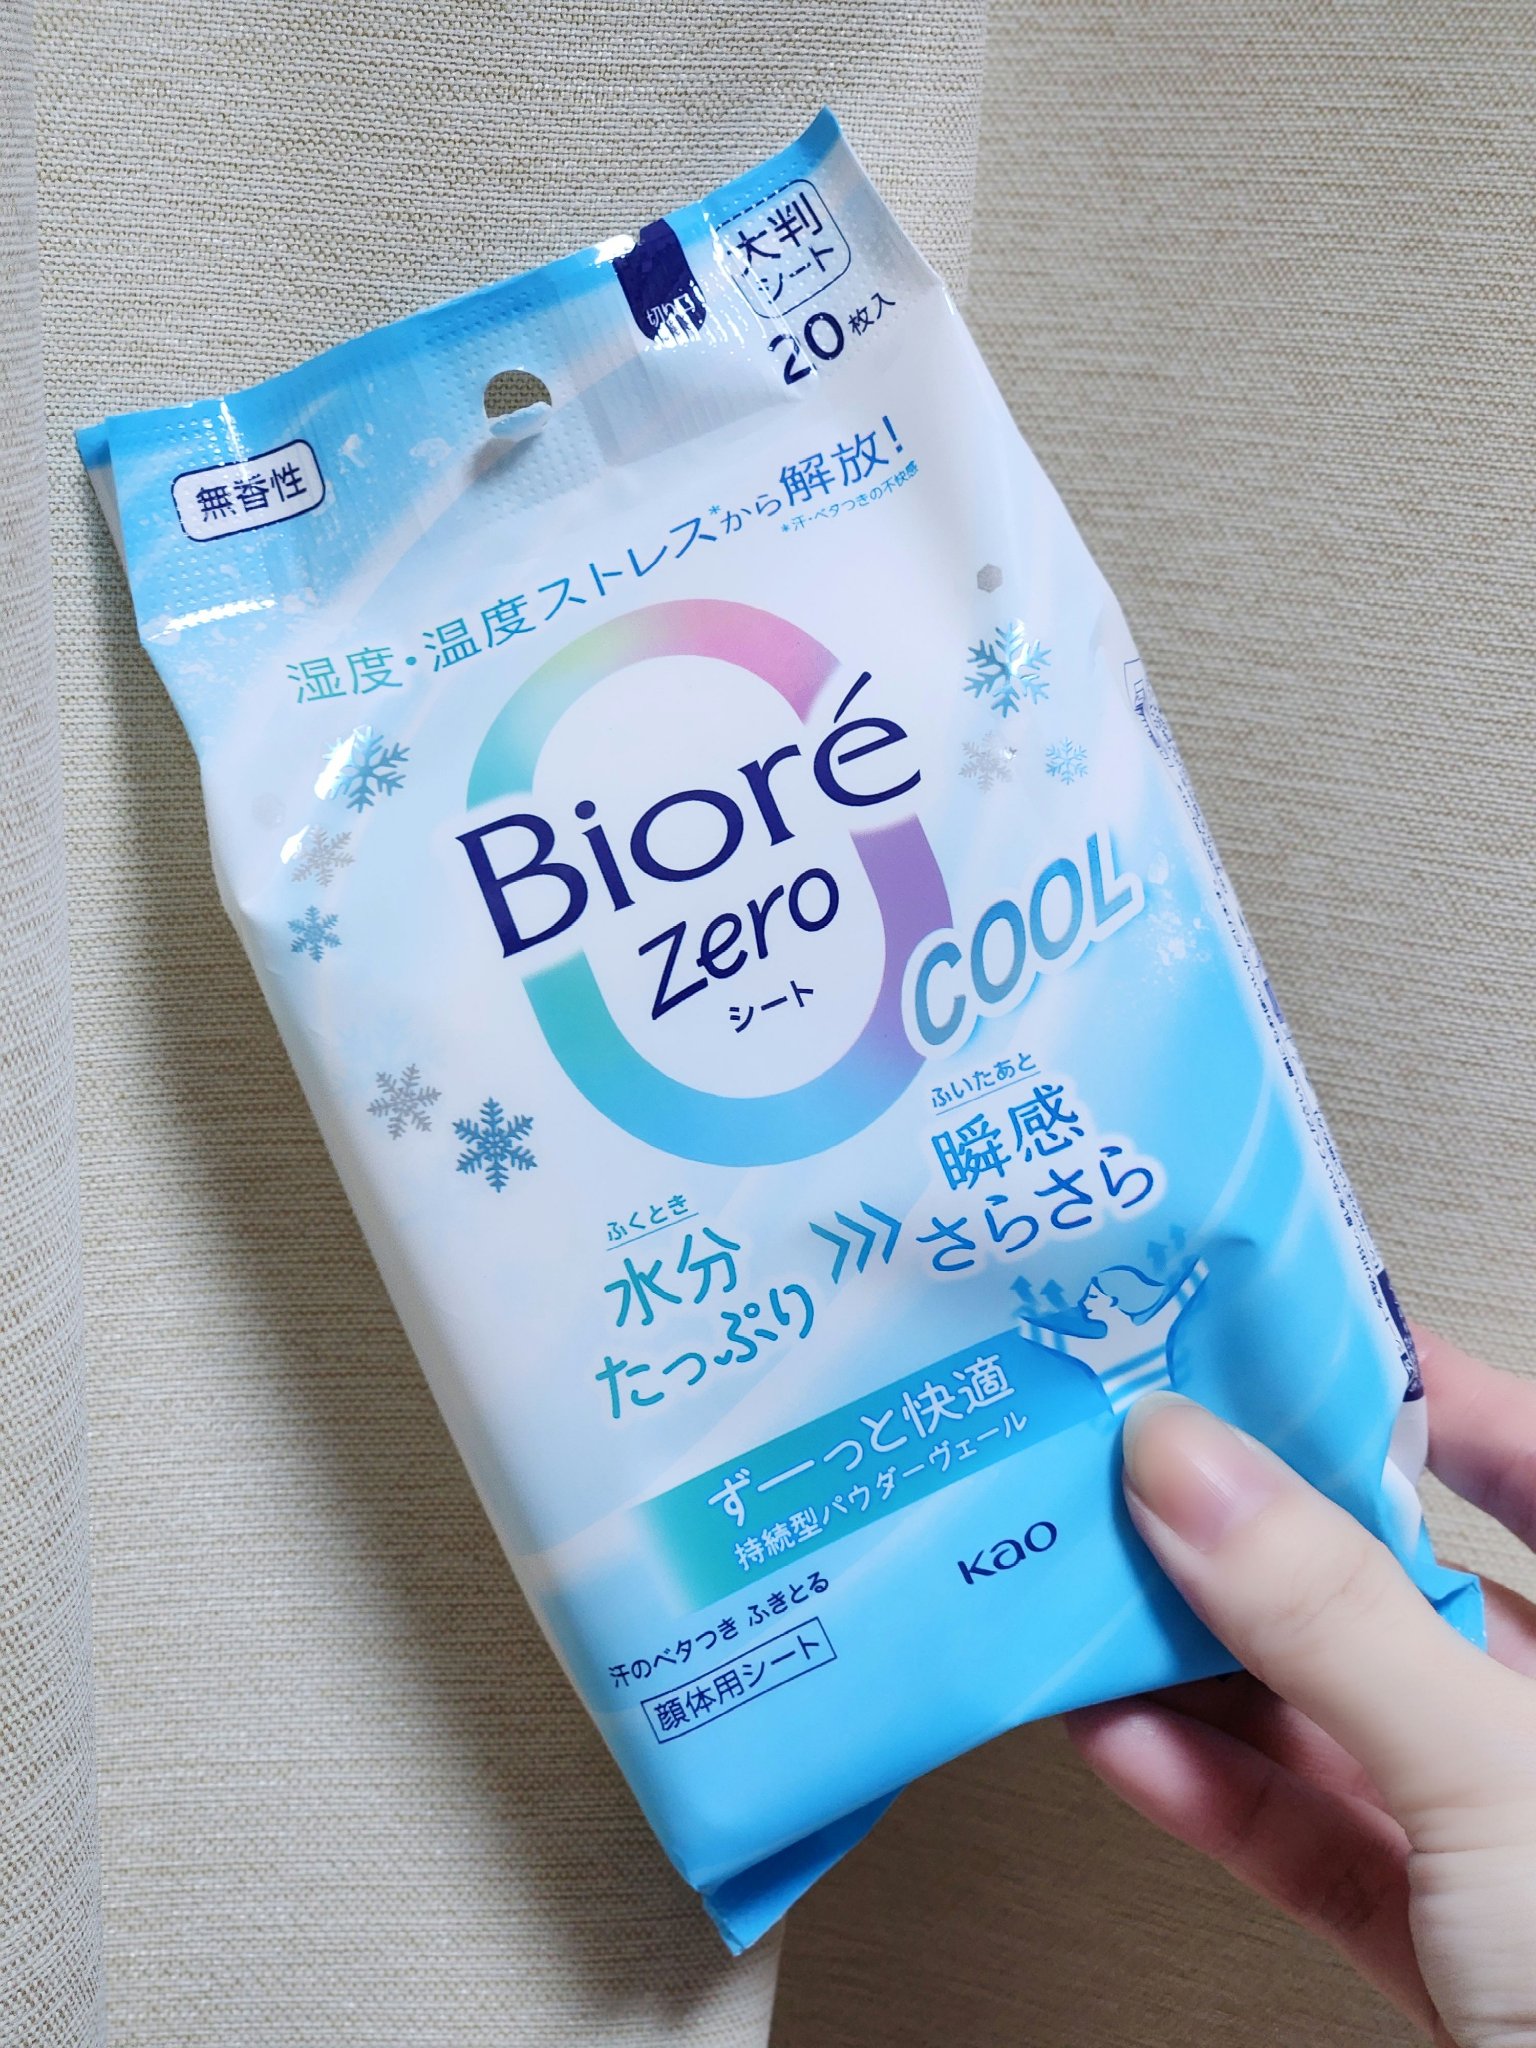 大判
シート
20枚入
切り口
無香性
湿度・温度ストレス*から解放!
*汗・ベタつきの不快感
Bioré
zero
シート
COOL
ふくとき
水分
たっぷり
ふいたあと
瞬感
さらさら
ずーっと快適
持続型パウダーヴェール
Kao
汗のベタつき ふきとる
顔体用シート